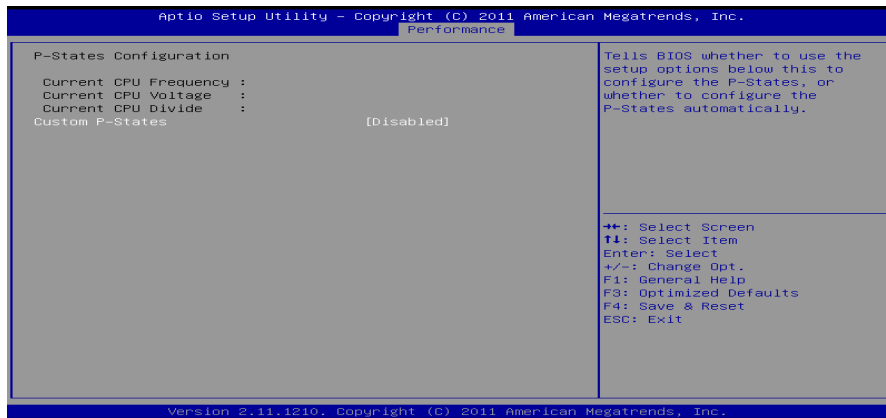 Aptio Setup Utility – Copyright (C) 2011 American Megatrends, Inc.
Performance
P-States Configuration
Current CPU Frequency :
Current CPU Voltage :
Current CPU Divide :
Custom P-States [Disabled]
Tells BIOS whether to use the
setup options below this to
configure the P-States, or
whether to configure the
P-States automatically.
→←: Select Screen
↑↓: Select Item
Enter: Select
+/-: Change Opt.
F1: General Help
F3: Optimized Defaults
F4: Save & Reset
ESC: Exit
Version 2.11.1210. Copyright (C) 2011 American Megatrends, Inc.